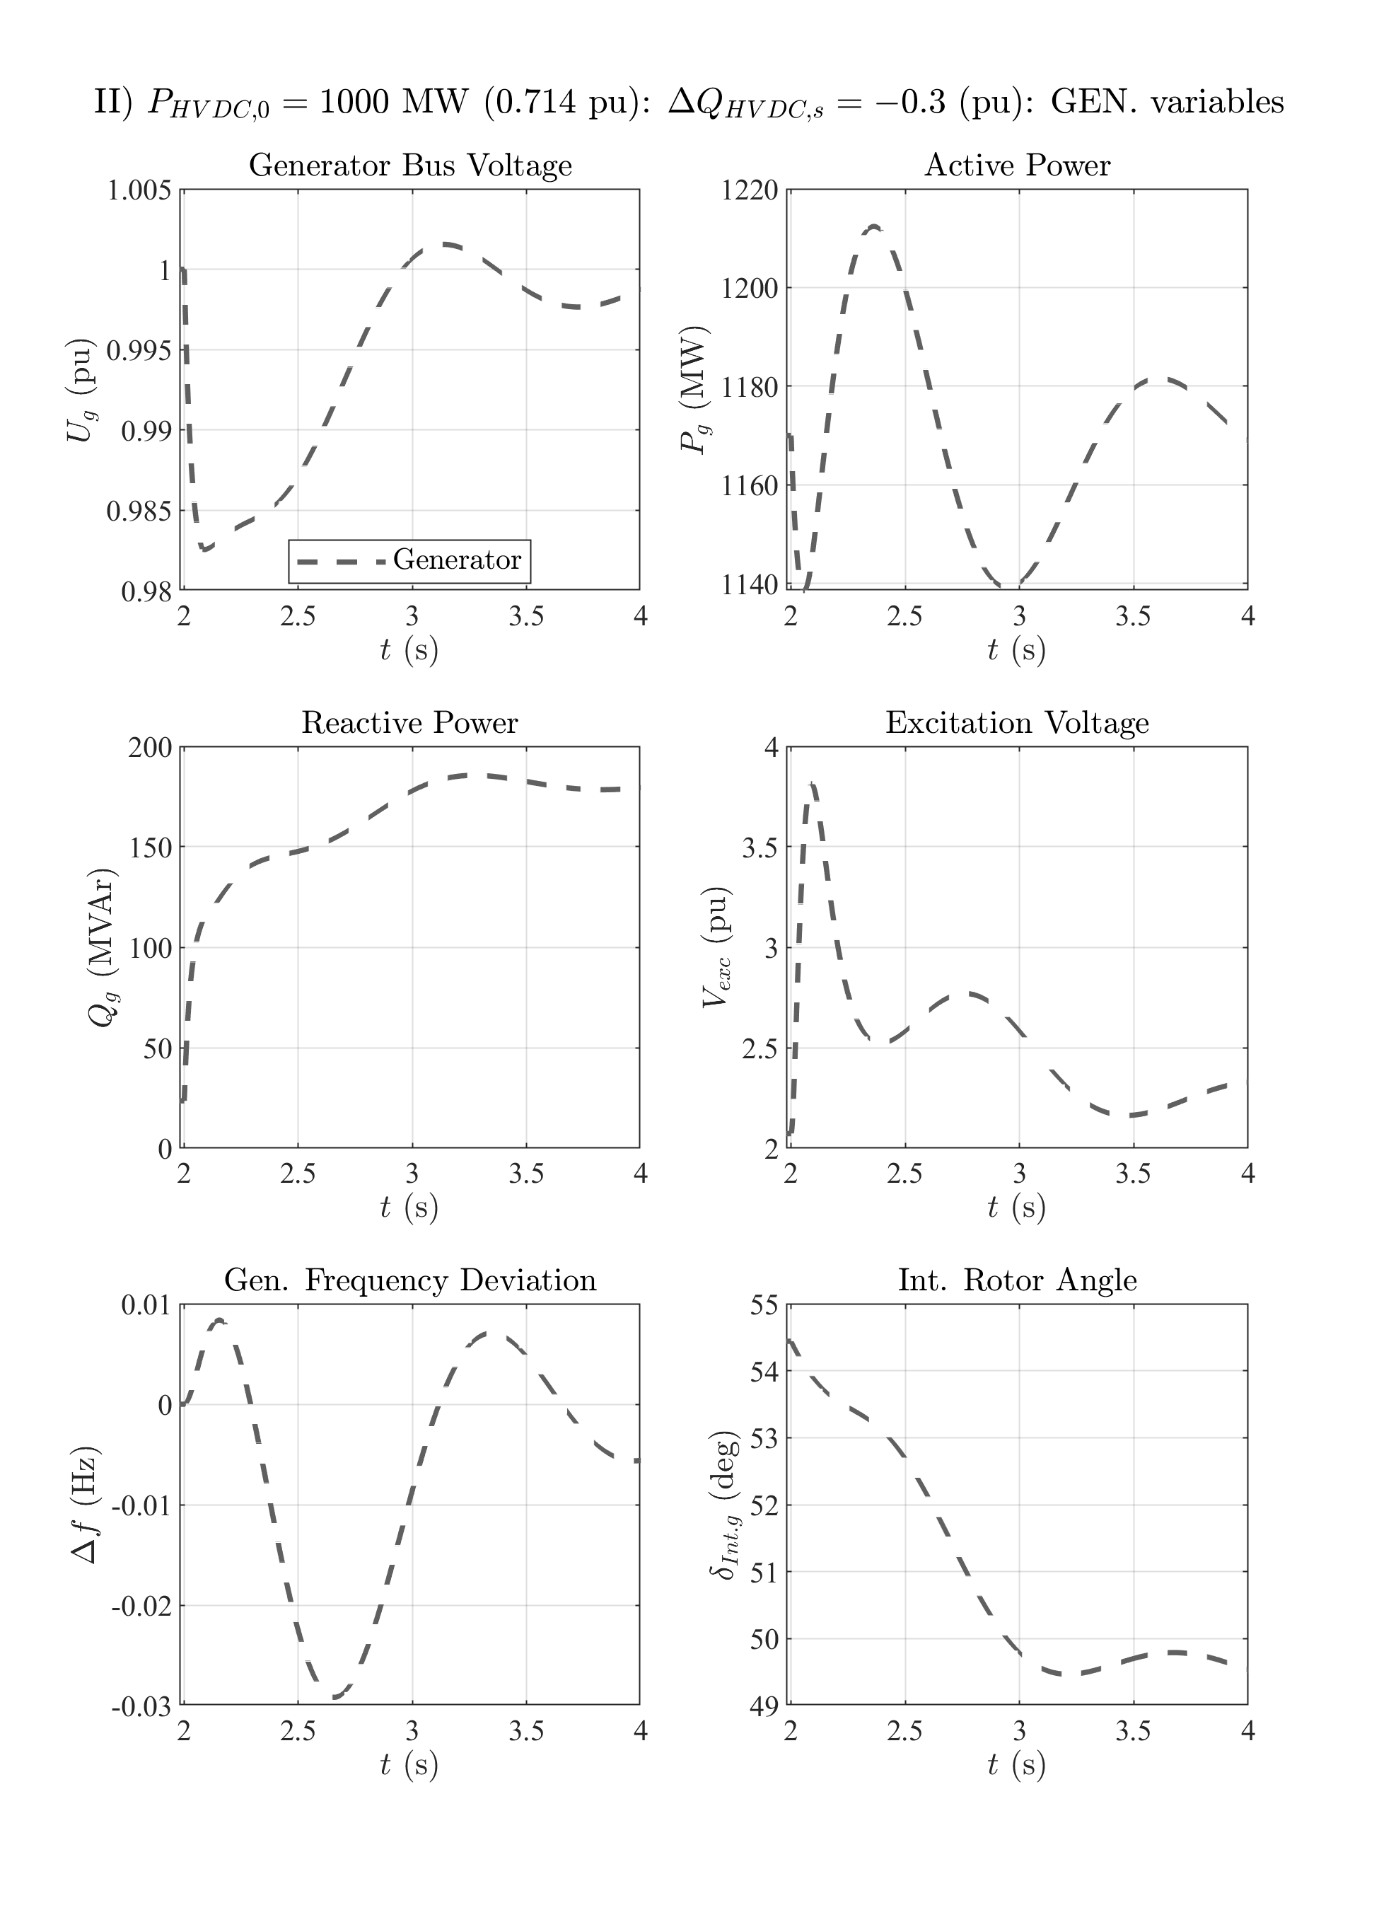 II) P_{HVDC,0} = 1000 MW (0.714 pu): ΔQ_{HVDC,s} = −0.3 (pu): GEN. variables
Generator Bus Voltage
1.005
1
0.995
0.99
0.985
0.98
U_g (pu)
Generator
2 2.5 3 3.5 4
t (s)
Active Power
1220
1200
1180
1160
1140
P_g (MW)
2 2.5 3 3.5 4
t (s)
Reactive Power
200
150
100
50
0
Q_g (MVAr)
2 2.5 3 3.5 4
t (s)
Excitation Voltage
4
3.5
3
2.5
2
V_{exc} (pu)
2 2.5 3 3.5 4
t (s)
Gen. Frequency Deviation
0.01
0
-0.01
-0.02
-0.03
Δf (Hz)
2 2.5 3 3.5 4
t (s)
Int. Rotor Angle
55
54
53
52
51
50
49
δ_{Int.g} (deg)
2 2.5 3 3.5 4
t (s)